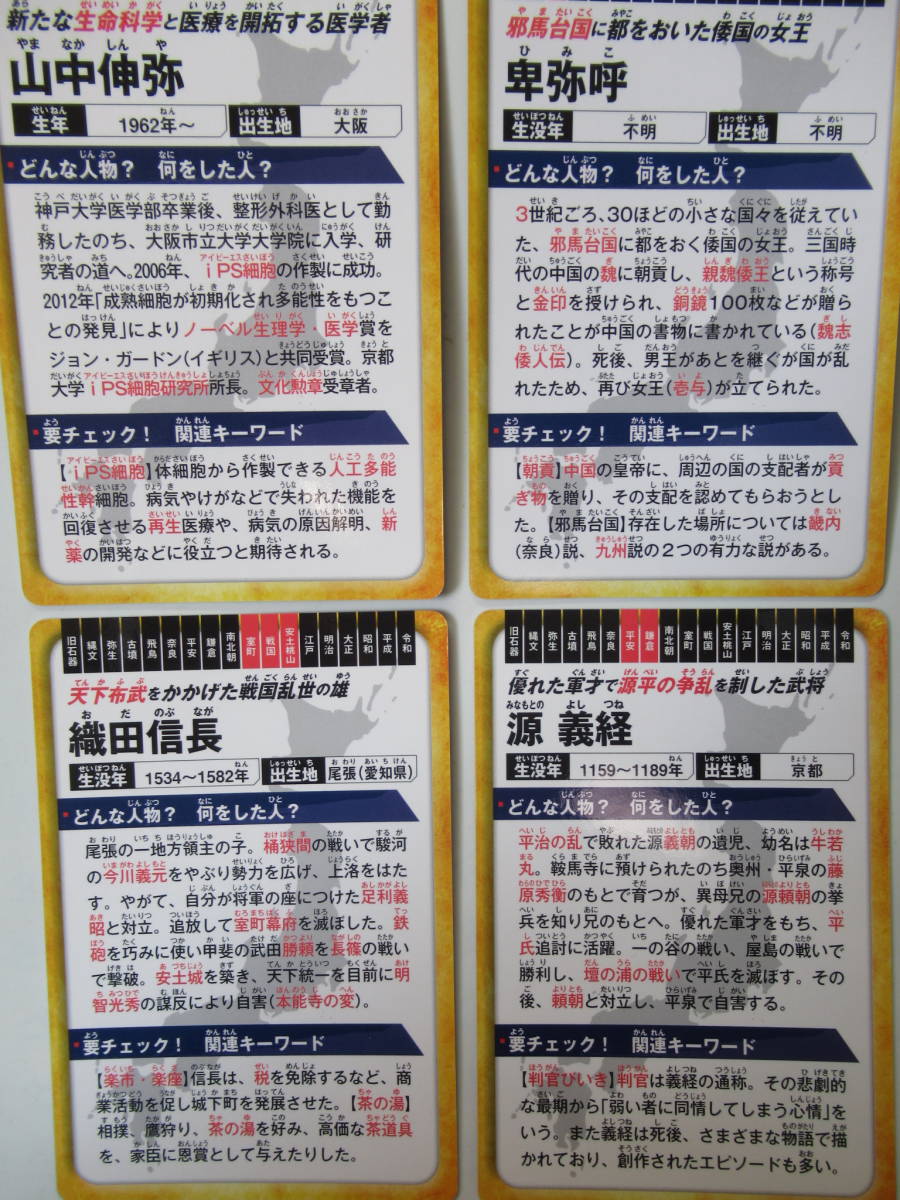 新たな生命科学と医療を開拓する医学者
山中伸弥
生年 1962年～ 出生地 大阪
どんな人物？ 何をした人？
神戸大学医学部卒業後、整形外科医として勤
務したのち、大阪市立大学大学院に入学、研
究者の道へ。2006年、iPS細胞の作製に成功。
2012年「成熟細胞が初期化され多能性をもつこ
との発見」によりノーベル生理学・医学賞を
ジョン・ガードン(イギリス)と共同受賞。京都
大学iPS細胞研究所所長。文化勲章受章者。
要チェック！ 関連キーワード
【iPS細胞】体細胞から作製できる人工多能
性幹細胞。病気やけがなどで失われた機能を
回復させる再生医療や、病気の原因解明、新
薬の開発などに役立つと期待される。
邪馬台国に都をおいた倭国の女王
卑弥呼
生没年 不明 出生地 不明
どんな人物？ 何をした人？
3世紀ごろ、30ほどの小さな国々を従えてい
た、邪馬台国に都をおく倭国の女王。三国時
代の中国の魏に朝貢し、親魏倭王という称号
と金印を授けられ、銅鏡100枚などが贈ら
れたことが中国の書物に書かれている(魏志
倭人伝)。死後、男王があとを継ぐが国が乱
れたため、再び女王(壱与)が立てられた。
要チェック！ 関連キーワード
【朝貢】中国の皇帝に、周辺の国の支配者が貢
ぎ物を贈り、その支配を認めてもらおうとし
た。【邪馬台国】存在した場所については畿内
(奈良)説、九州説の2つの有力な説がある。
旧石器 縄文 弥生 古墳 飛鳥 奈良 平安 鎌倉 南北朝 室町 戦国 安土桃山 江戸 明治 大正 昭和 平成 令和
天下布武をかかげた戦国乱世の雄
織田信長
生没年 1534～1582年 出生地 尾張(愛知県)
どんな人物？ 何をした人？
尾張の一地方領主の子。桶狭間の戦いで駿河
の今川義元をやぶり勢力を広げ、上洛をはた
す。やがて、自分が将軍の座につけた足利義
昭と対立。追放して室町幕府を滅ぼした。鉄
砲を巧みに使い甲斐の武田勝頼を長篠の戦い
で撃破。安土城を築き、天下統一を目前に明
智光秀の謀反により自害(本能寺の変)。
要チェック！ 関連キーワード
【楽市・楽座】信長は、税を免除するなど、商
業活動を促し城下町を発展させた。【茶の湯】
相撲、鷹狩り、茶の湯を好み、高価な茶道具
を、家臣に恩賞として与えたりした。
旧石器 縄文 弥生 古墳 飛鳥 奈良 平安 鎌倉 南北朝 室町 戦国 安土桃山 江戸 明治 大正 昭和 平成 令和
優れた軍才で源平の争乱を制した武将
源 義経
生没年 1159～1189年 出生地 京都
どんな人物？ 何をした人？
平治の乱で敗れた源義朝の遺児、幼名は牛若
丸。鞍馬寺に預けられたのち奥州・平泉の藤
原秀衡のもとで育つが、異母兄の源頼朝の挙
兵を知り兄のもとへ。優れた軍才をもち、平
氏追討に活躍。一の谷の戦い、屋島の戦いで
勝利し、壇の浦の戦いで平氏を滅ぼす。その
後、頼朝と対立し、平泉で自害する。
要チェック！ 関連キーワード
【判官びいき】判官は義経の通称。その悲劇的
な最期から「弱い者に同情してしまう心情」を
いう。また義経は死後、さまざまな物語で描
かれており、創作されたエピソードも多い。